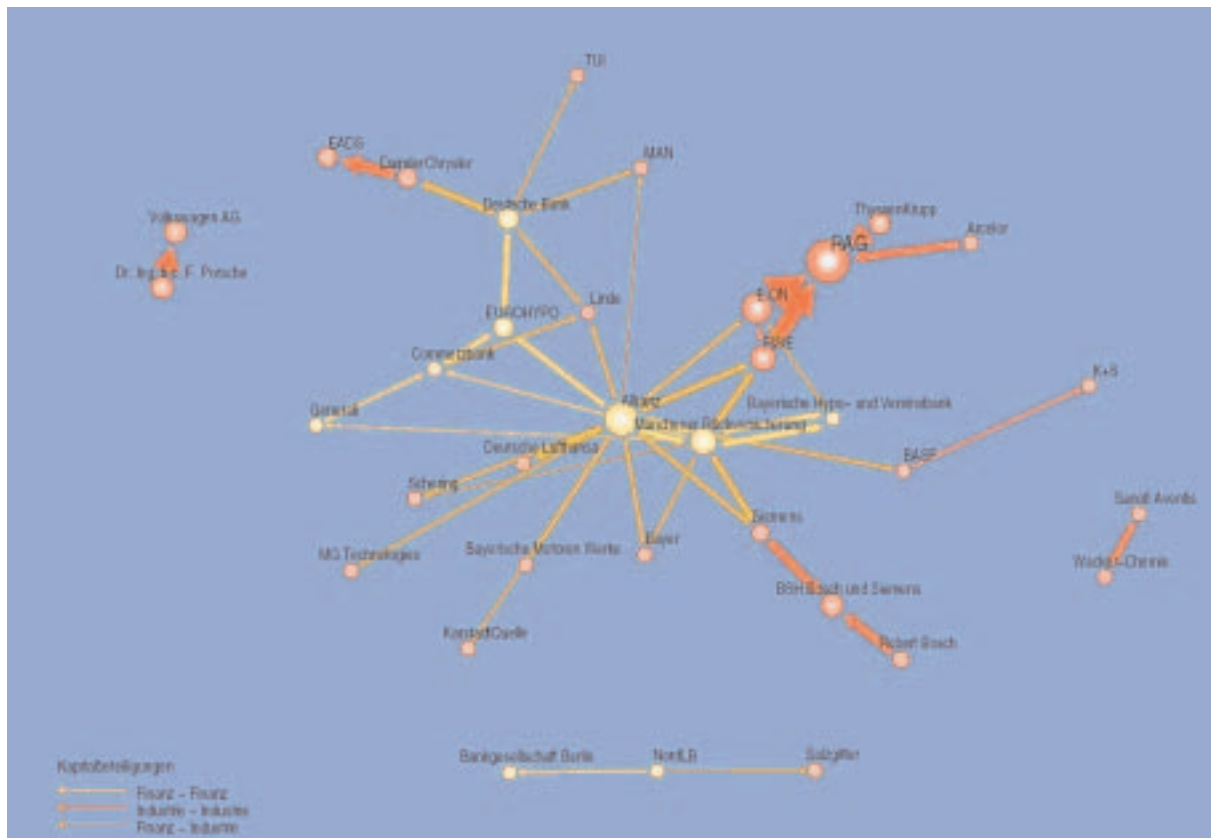 TUI
EADS
DaimlerChrysler
MAN
Deutsche Bank
Volkswagen AG
ThyssenKrupp
Arcelor
RAG
Dr. Ing. h.c. F. Porsche
E.ON
Linde
EUROHYPO
RWE
Commerzbank
K+S
Allianz
Bayerische Hypo- und Vereinsbank
Generali
Münchener Rückversicherung
Deutsche Lufthansa
BASF
Schering
Sanofi Aventis
Siemens
MG Technologies
Bayerische Motoren Werke
Bayer
Wacker-Chemie
BSH Bosch und Siemens
KarstadtQuelle
Robert Bosch
Bankgesellschaft Berlin
NordLB
Salzgitter
Kapitalbeteiligungen
Finanz - Finanz
Industrie - Industrie
Finanz - Industrie